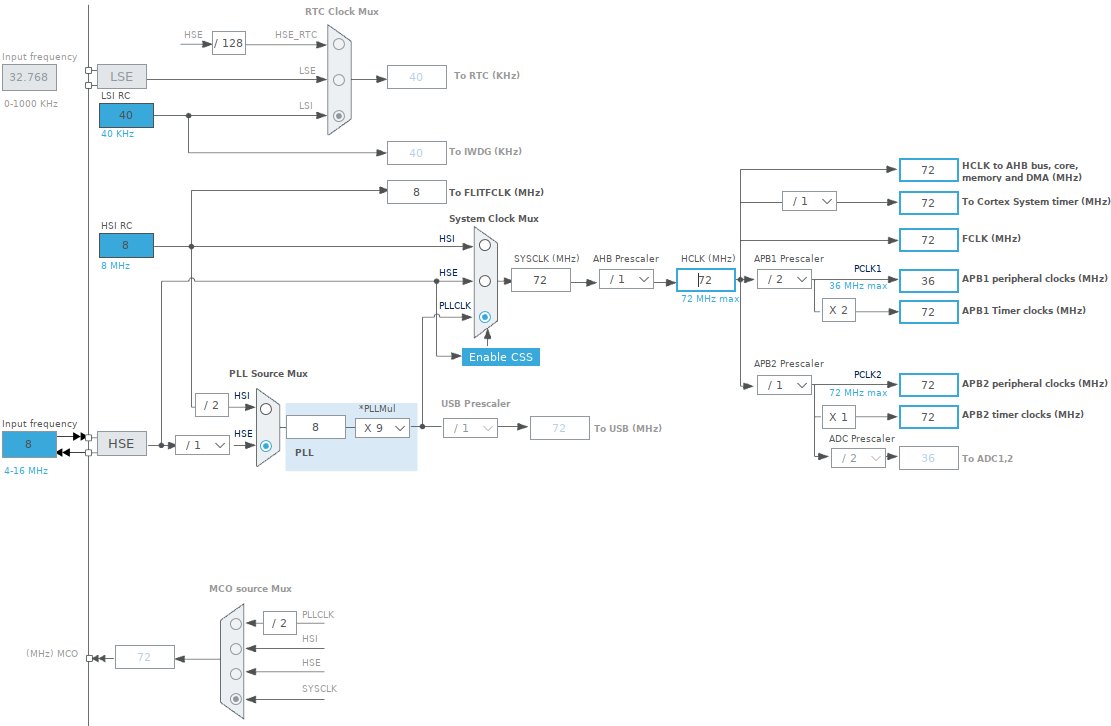 RTC Clock Mux
HSE
/ 128
HSE_RTC
Input frequency
32.768
0-1000 KHz
LSE
LSE
40
To RTC (KHz)
LSI RC
40
40 KHz
LSI
40
To IWDG (KHz)
8
To FLITFCLK (MHz)
System Clock Mux
HSI RC
8
8 MHz
HSI
HSE
PLLCLK
SYSCLK (MHz)
72
AHB Prescaler
/ 1
HCLK (MHz)
72
72 MHz max
Enable CSS
72
HCLK to AHB bus, core,
memory and DMA (MHz)
/ 1
72
To Cortex System timer (MHz)
72
FCLK (MHz)
APB1 Prescaler
/ 2
PCLK1
36 MHz max
36
APB1 peripheral clocks (MHz)
X 2
72
APB1 Timer clocks (MHz)
APB2 Prescaler
/ 1
PCLK2
72 MHz max
72
APB2 peripheral clocks (MHz)
X 1
72
APB2 timer clocks (MHz)
ADC Prescaler
/ 2
36
To ADC1,2
PLL Source Mux
/ 2
HSI
Input frequency
8
4-16 MHz
HSE
/ 1
HSE
8
*PLLMul
X 9
PLL
USB Prescaler
/ 1
72
To USB (MHz)
MCO source Mux
/ 2
PLLCLK
HSI
HSE
SYSCLK
(MHz) MCO
72